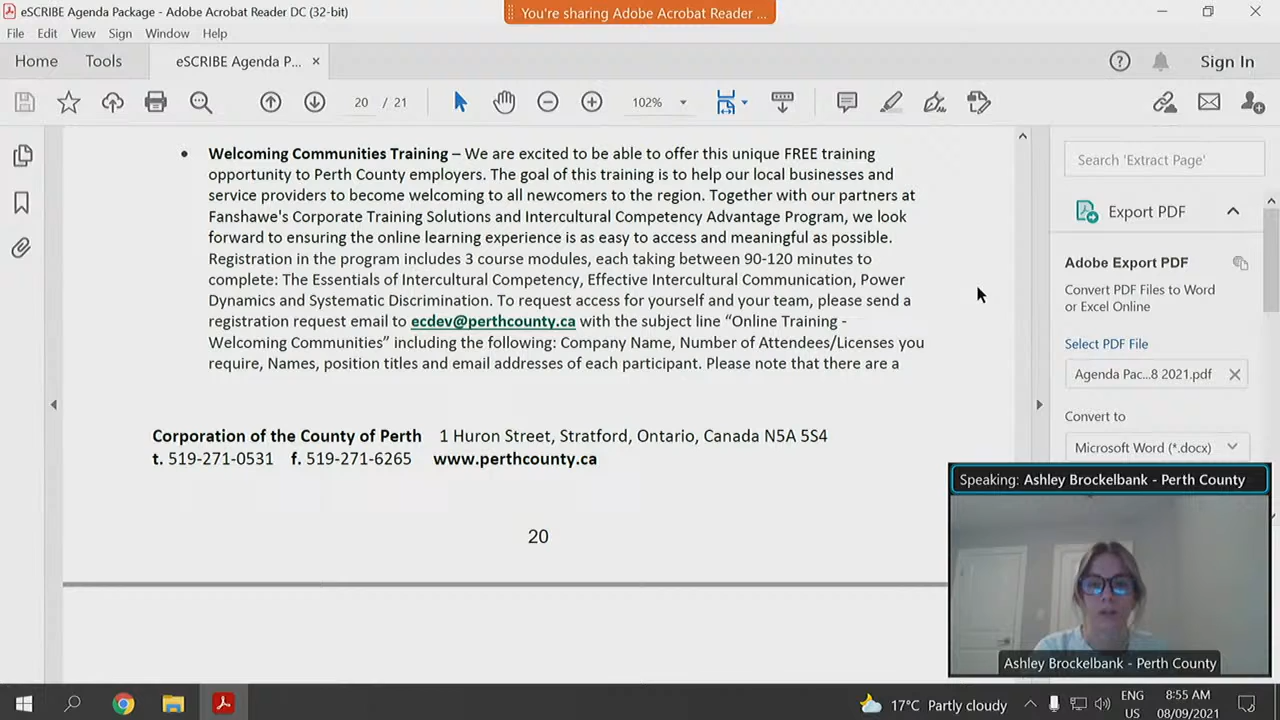 eSCRIBE Agenda Package - Adobe Acrobat Reader DC (32-bit)
You're sharing Adobe Acrobat Reader ...
File Edit View Sign Window Help
Home Tools eSCRIBE Agenda P... × Sign In
20 / 21 102%
• Welcoming Communities Training – We are excited to be able to offer this unique FREE training
opportunity to Perth County employers. The goal of this training is to help our local businesses and
service providers to become welcoming to all newcomers to the region. Together with our partners at
Fanshawe's Corporate Training Solutions and Intercultural Competency Advantage Program, we look
forward to ensuring the online learning experience is as easy to access and meaningful as possible.
Registration in the program includes 3 course modules, each taking between 90-120 minutes to
complete: The Essentials of Intercultural Competency, Effective Intercultural Communication, Power
Dynamics and Systematic Discrimination. To request access for yourself and your team, please send a
registration request email to ecdev@perthcounty.ca with the subject line “Online Training -
Welcoming Communities” including the following: Company Name, Number of Attendees/Licenses you
require, Names, position titles and email addresses of each participant. Please note that there are a
Corporation of the County of Perth 1 Huron Street, Stratford, Ontario, Canada N5A 5S4
t. 519-271-0531 f. 519-271-6265 www.perthcounty.ca
20
Search 'Extract Page'
Export PDF
Adobe Export PDF
Convert PDF Files to Word
or Excel Online
Select PDF File
Agenda Pac...8 2021.pdf
Convert to
Microsoft Word (*.docx)
Speaking: Ashley Brockelbank - Perth County
Ashley Brockelbank - Perth County
17°C Partly cloudy
ENG
US
8:55 AM
08/09/2021